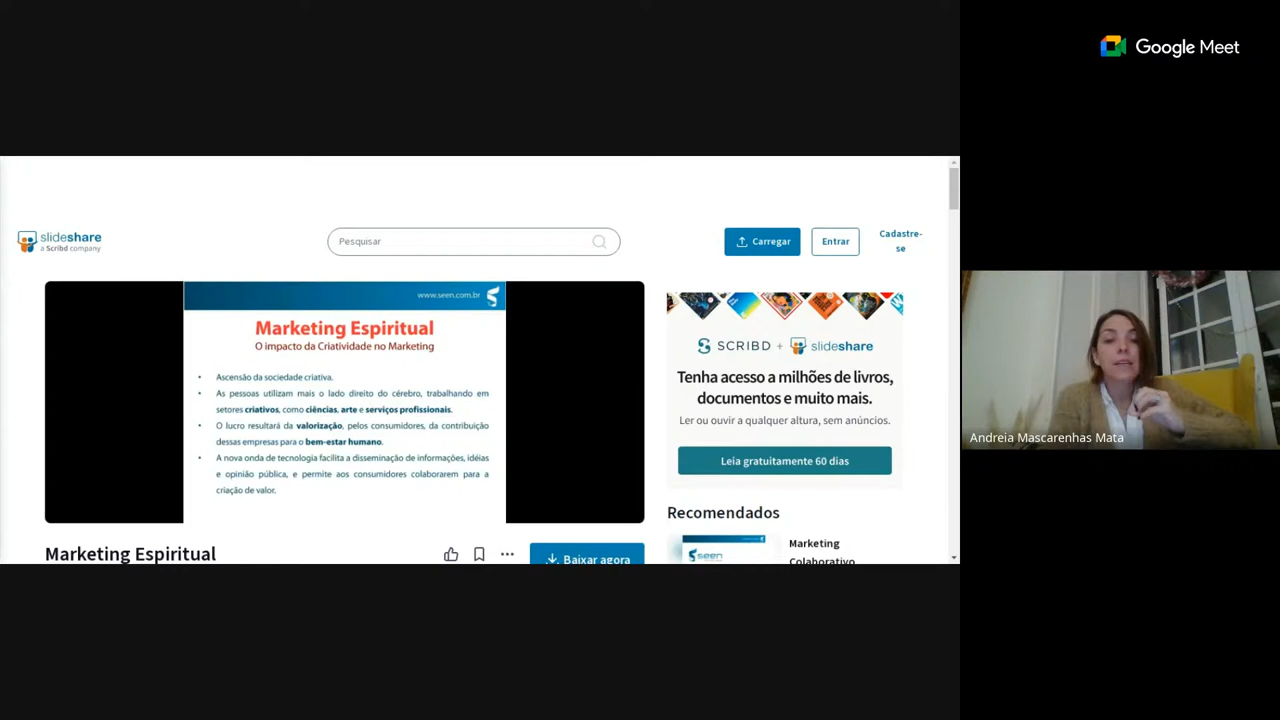 Google Meet
slideshare
a Scribd company
Pesquisar
Carregar
Entrar
Cadastre-
se
www.seen.com.br
Marketing Espiritual
O impacto da Criatividade no Marketing
• Ascensão da sociedade criativa.
• As pessoas utilizam mais o lado direito do cérebro, trabalhando em
setores criativos, como ciências, arte e serviços profissionais.
• O lucro resultará da valorização, pelos consumidores, da contribuição
dessas empresas para o bem-estar humano.
• A nova onda de tecnologia facilita a disseminação de informações, idéias
e opinião pública, e permite aos consumidores colaborarem para a
criação de valor.
SCRIBD + slideshare
Tenha acesso a milhões de livros,
documentos e muito mais.
Ler ou ouvir a qualquer altura, sem anúncios.
Leia gratuitamente 60 dias
Recomendados
seen
Marketing
Colaborativo
Marketing Espiritual
Baixar agora
Andreia Mascarenhas Mata